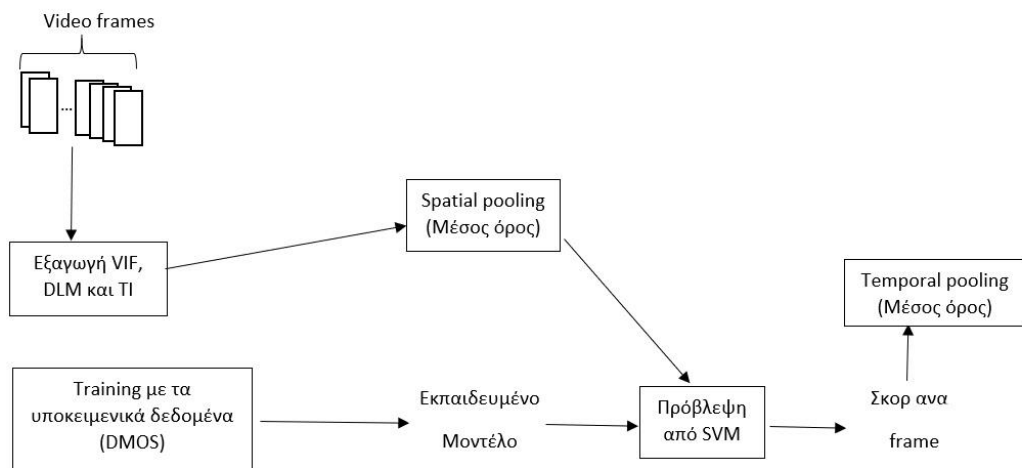 Video frames
...
Εξαγωγή VIF,
DLM και TI
Spatial pooling
(Μέσος όρος)
Temporal pooling
(Μέσος όρος)
Training με τα
υποκειμενικά δεδομένα
(DMOS)
Εκπαιδευμένο
Μοντέλο
Πρόβλεψη
από SVM
Σκορ ανα
frame